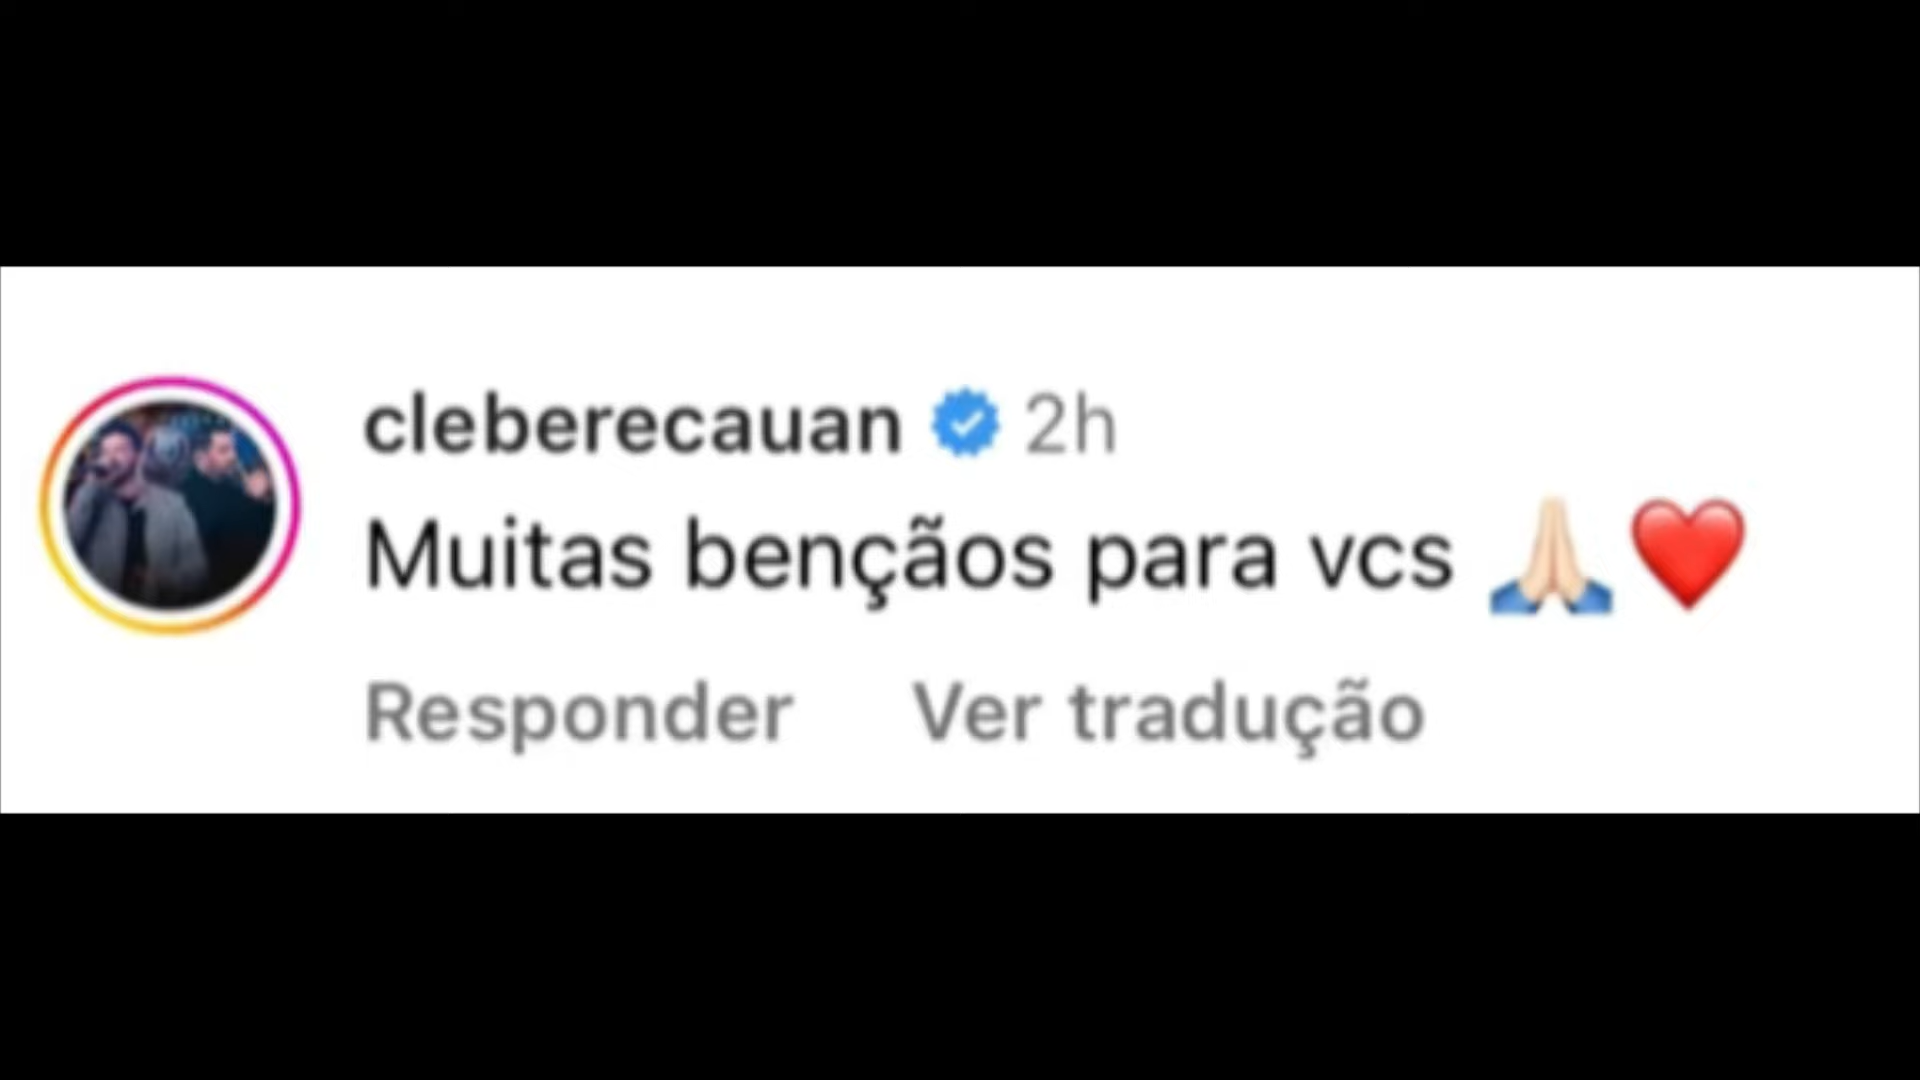 cleberecauan 2h
Muitas bençãos para vcs 🙏🏻❤️
Responder Ver tradução